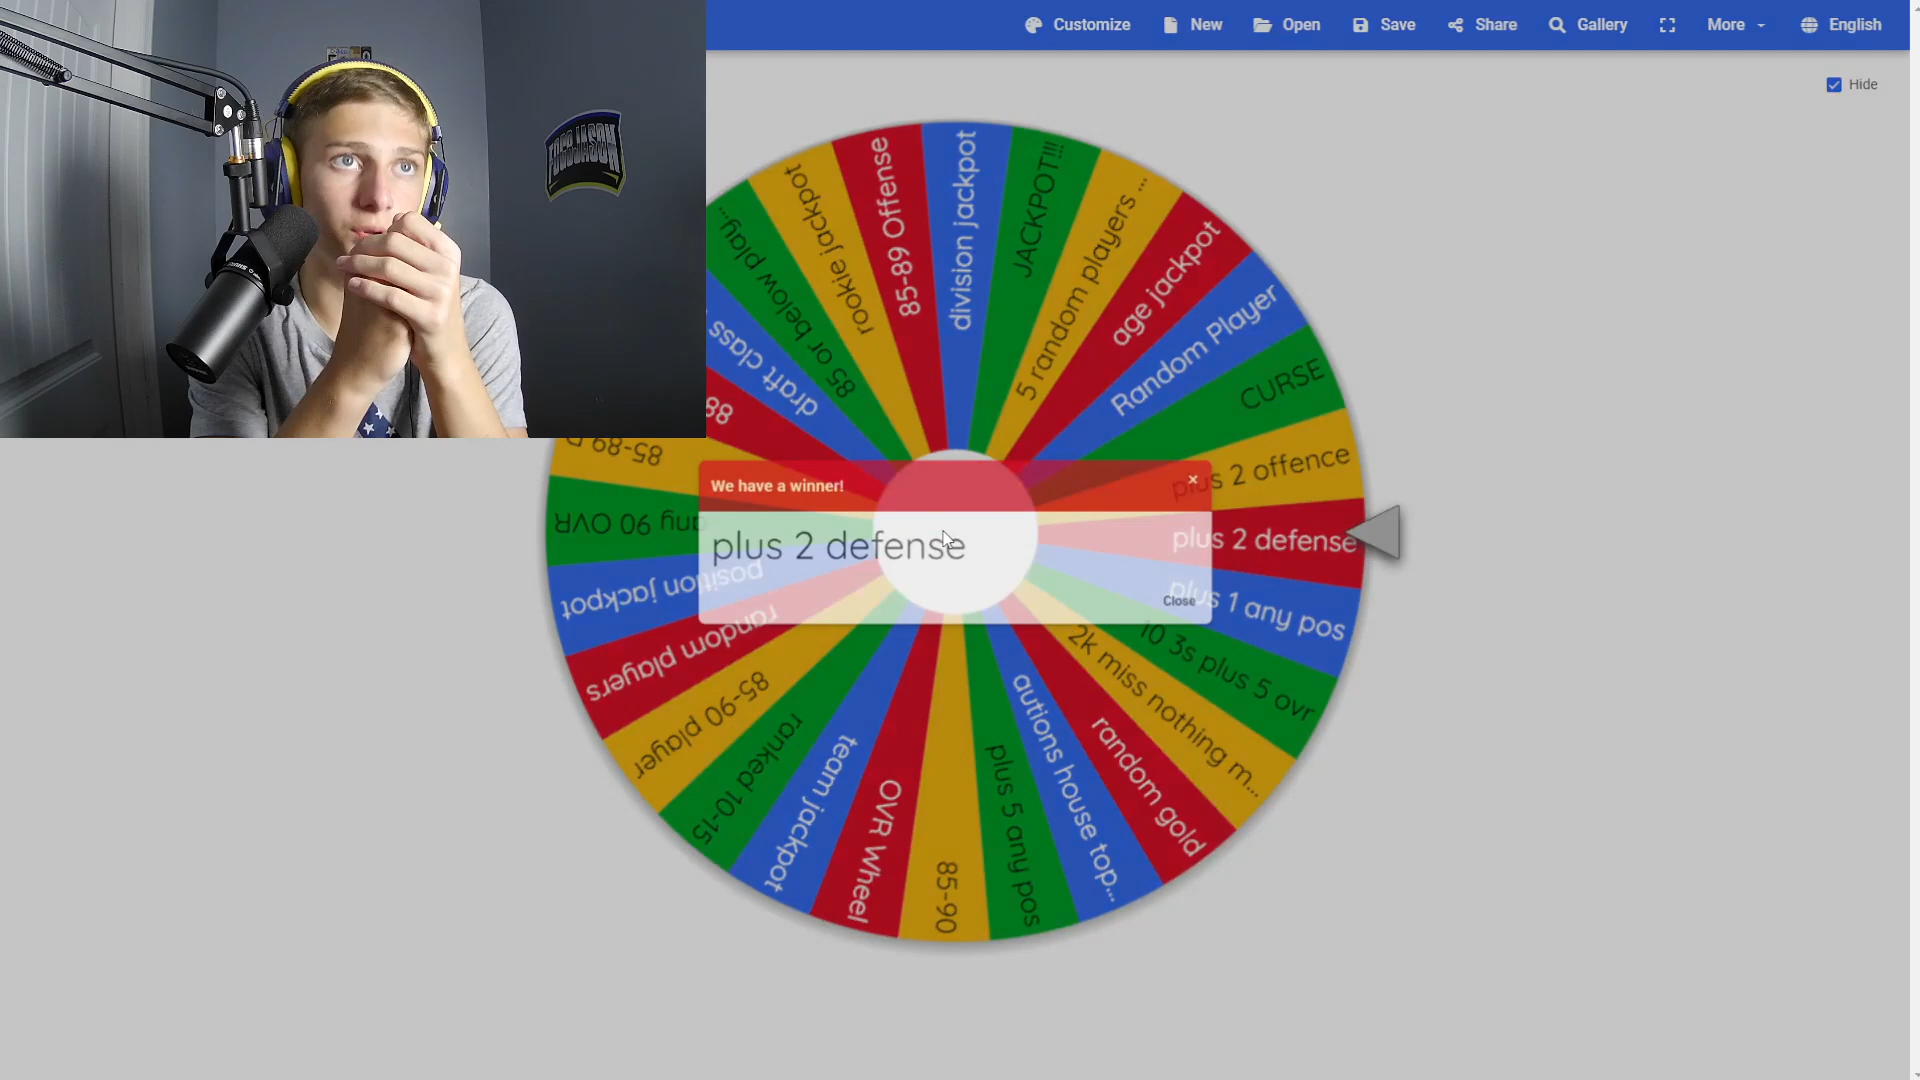 Customize
New
Open
Save
Share
Gallery
More
English
Hide
FOCOJASON
85-89 Offense
division jackpot
JACKPOT!!!
5 random players ...
age jackpot
Random Player
CURSE
plus 2 offence
plus 2 defense
plus 1 any pos
10 3s plus 5 ovr
2k miss nothing m...
random gold
autions house top...
plus 5 any pos
85-90
OVR Wheel
team jackpot
ranked 10-15
85-90 player
random players
position jackpot
any 90 OVR
85-89 D
88
draft class
85 or below play...
rookie jackpot
We have a winner!
×
plus 2 defense
Close